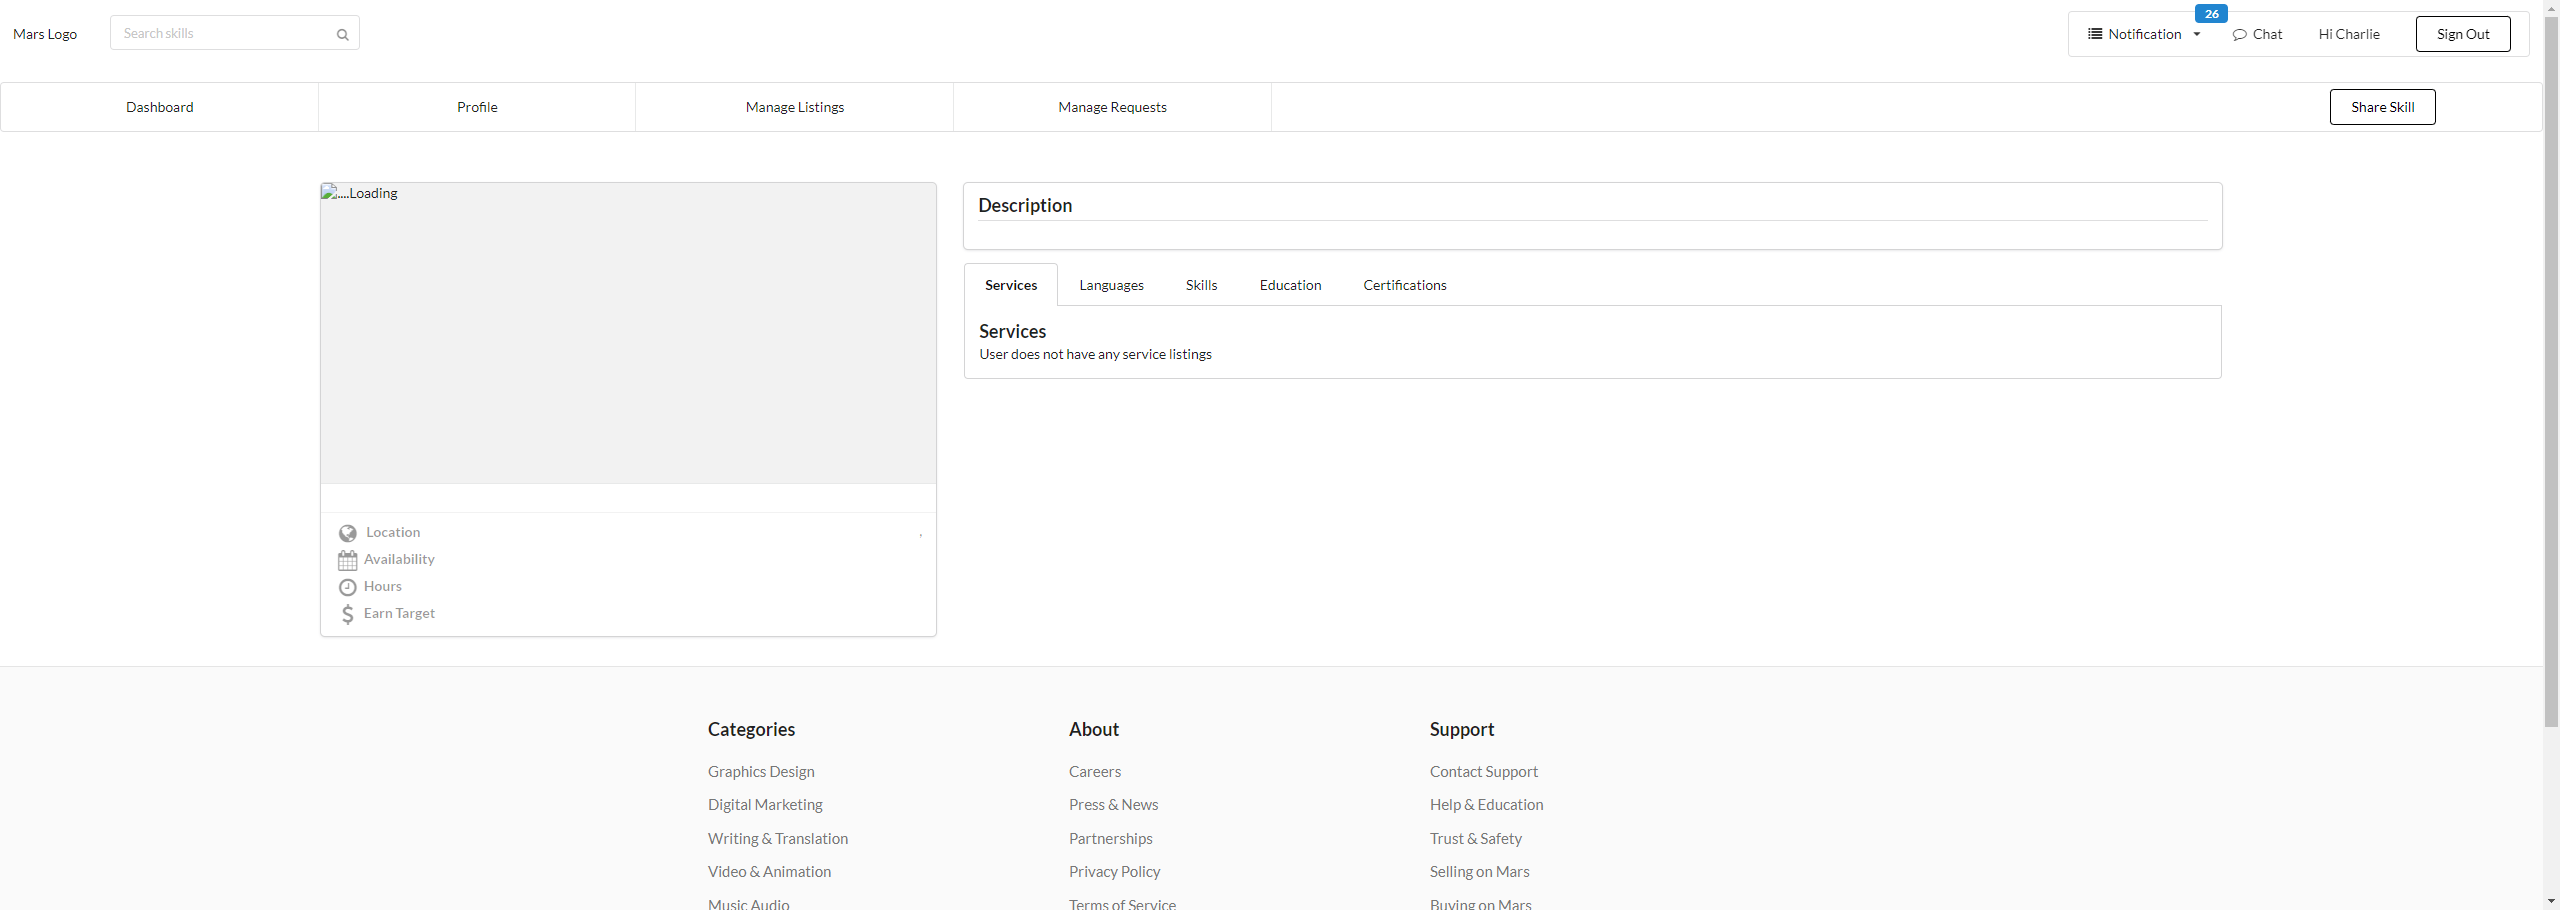 Mars Logo
Search skills
26
Notification
Chat
Hi Charlie
Sign Out
Dashboard
Profile
Manage Listings
Manage Requests
Share Skill
....Loading
Location
,
Availability
Hours
Earn Target
Description
Services
Languages
Skills
Education
Certifications
Services
User does not have any service listings
Categories
Graphics Design
Digital Marketing
Writing & Translation
Video & Animation
Music Audio
About
Careers
Press & News
Partnerships
Privacy Policy
Terms of Service
Support
Contact Support
Help & Education
Trust & Safety
Selling on Mars
Buying on Mars